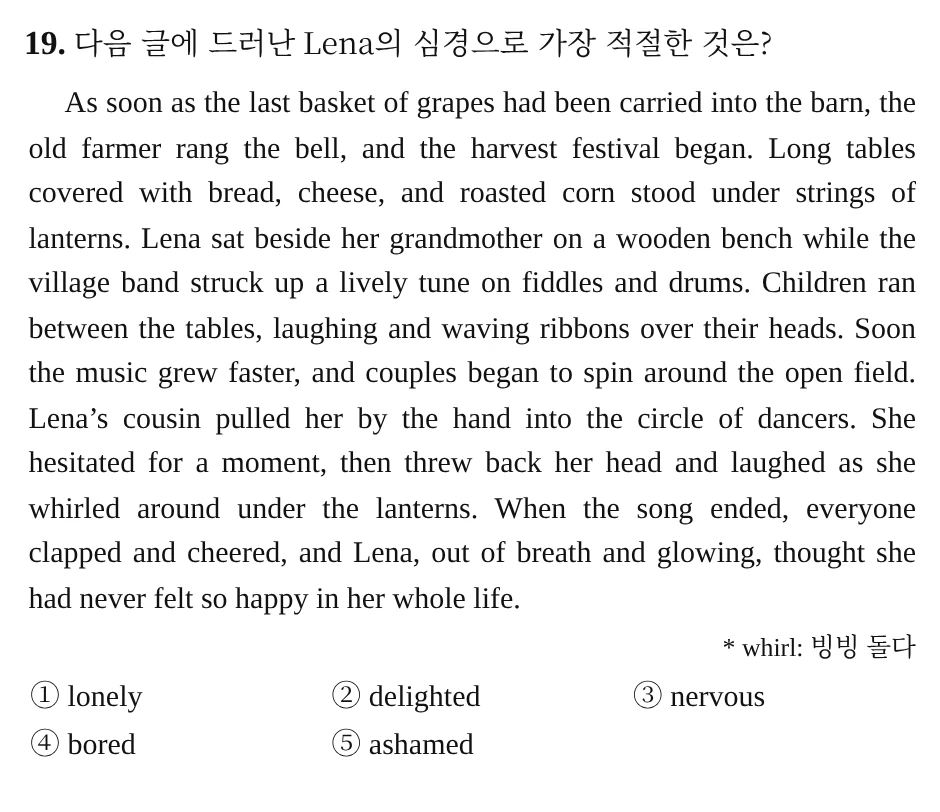 19. 다음 글에 드러난 Lena의 심경으로 가장 적절한 것은?
As soon as the last basket of grapes had been carried into the barn, the
old farmer rang the bell, and the harvest festival began. Long tables
covered with bread, cheese, and roasted corn stood under strings of
lanterns. Lena sat beside her grandmother on a wooden bench while the
village band struck up a lively tune on fiddles and drums. Children ran
between the tables, laughing and waving ribbons over their heads. Soon
the music grew faster, and couples began to spin around the open field.
Lena’s cousin pulled her by the hand into the circle of dancers. She
hesitated for a moment, then threw back her head and laughed as she
whirled around under the lanterns. When the song ended, everyone
clapped and cheered, and Lena, out of breath and glowing, thought she
had never felt so happy in her whole life.
* whirl: 빙빙 돌다
① lonely ② delighted ③ nervous
④ bored ⑤ ashamed